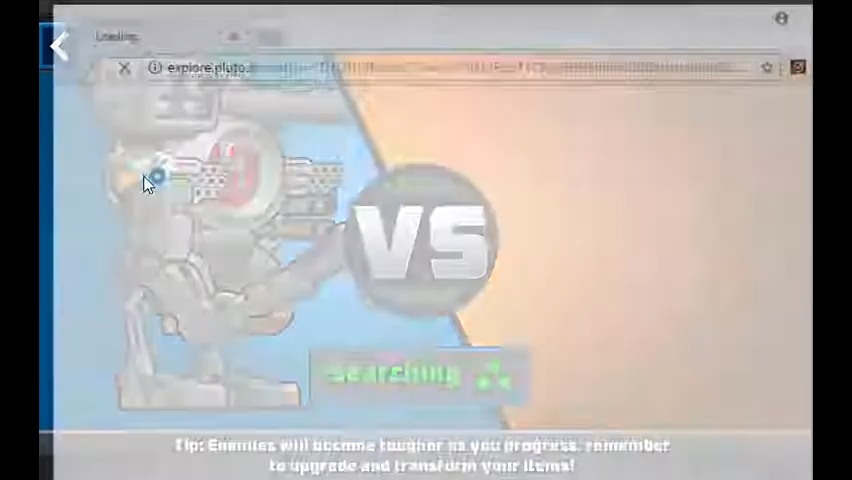 Loading
explore.pluto
VS
Searching
Tip: Enemies will become tougher as you progress, remember
to upgrade and transform your items!